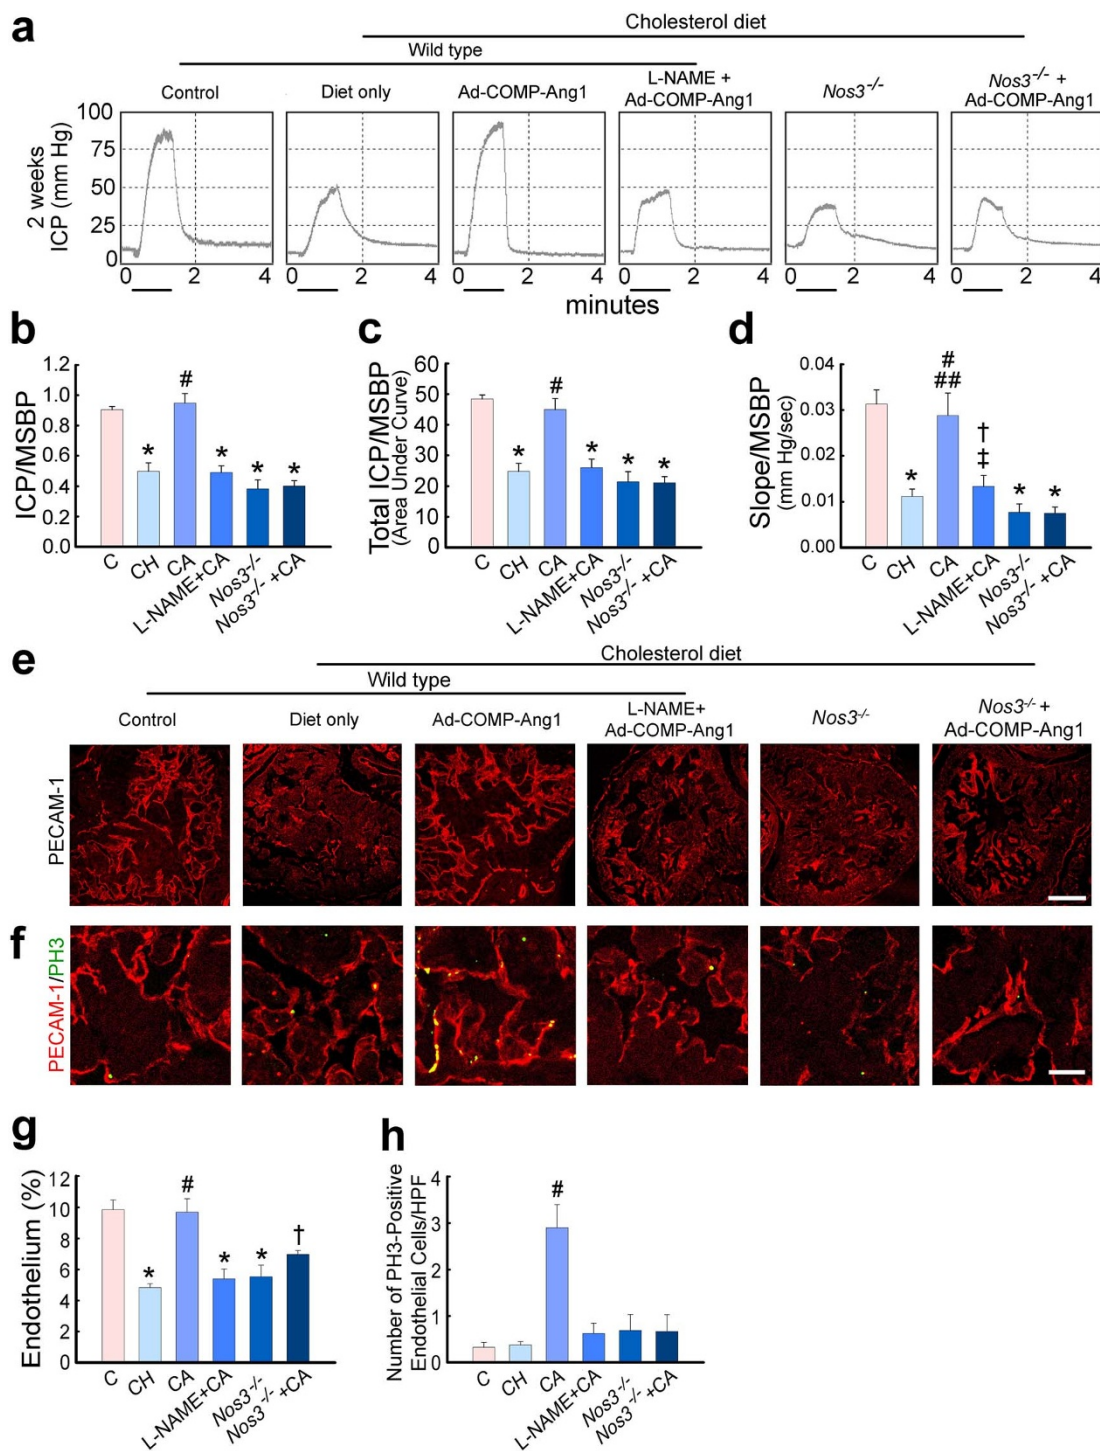 a
Cholesterol diet
Wild type
Control
Diet only
Ad-COMP-Ang1
L-NAME +
Ad-COMP-Ang1
Nos3-/-
Nos3-/- +
Ad-COMP-Ang1
2 weeks
ICP (mm Hg)
100
75
50
25
0
0 2 4 0 2 4 0 2 4 0 2 4 0 2 4 0 2 4
minutes
b
ICP/MSBP
1.2
1.0
0.8
0.6
0.4
0.2
0.0
* # * * *
C
CH
CA
L-NAME+CA
Nos3-/-
Nos3-/- +CA
c
Total ICP/MSBP
(Area Under Curve)
60
50
40
30
20
10
0
* # * * *
C
CH
CA
L-NAME+CA
Nos3-/-
Nos3-/- +CA
d
Slope/MSBP
(mm Hg/sec)
0.04
0.03
0.02
0.01
0.00
#
##
†
‡
* * *
C
CH
CA
L-NAME+CA
Nos3-/-
Nos3-/- +CA
e
Cholesterol diet
Wild type
Control
Diet only
Ad-COMP-Ang1
L-NAME+
Ad-COMP-Ang1
Nos3-/-
Nos3-/- +
Ad-COMP-Ang1
PECAM-1
f
PECAM-1/PH3
g
Endothelium (%)
12
10
8
6
4
2
0
* # * * †
C
CH
CA
L-NAME+CA
Nos3-/-
Nos3-/- +CA
h
Number of PH3-Positive
Endothelial Cells/HPF
4
3
2
1
0
#
C
CH
CA
L-NAME+CA
Nos3-/-
Nos3-/- +CA